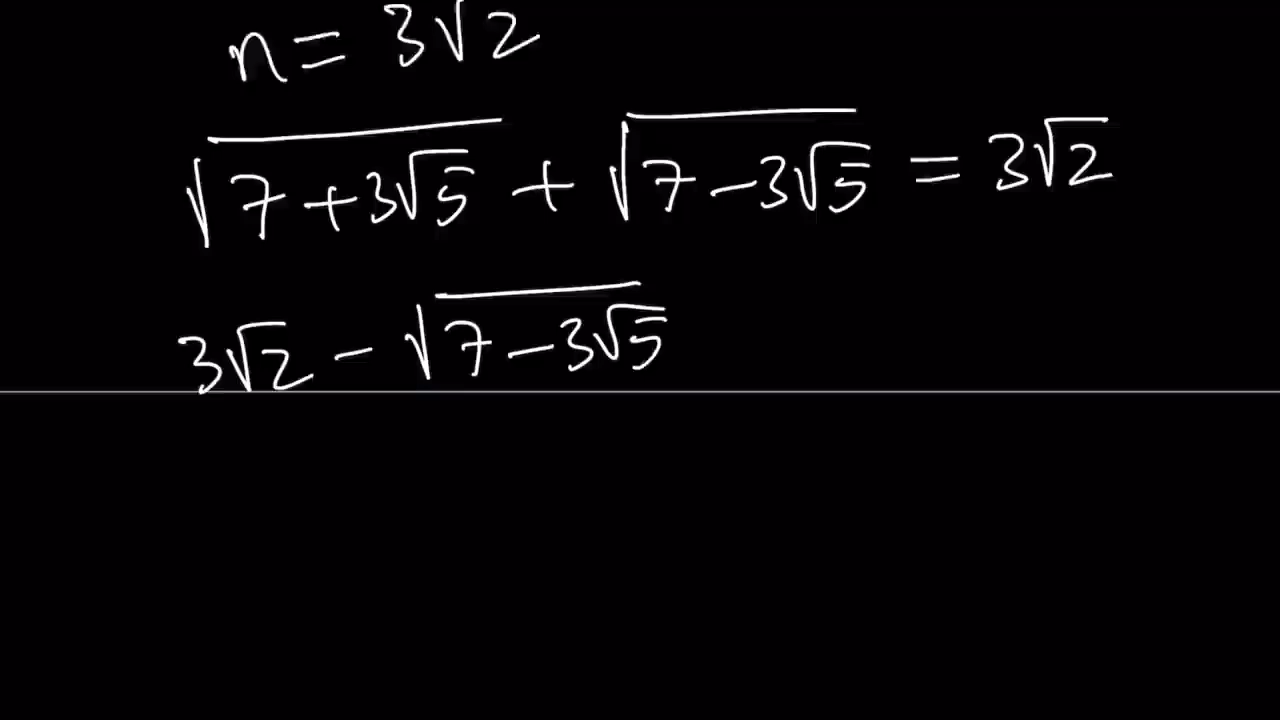 n = 3√2
√(7+3√5) + √(7-3√5) = 3√2
3√2 - √(7-3√5)